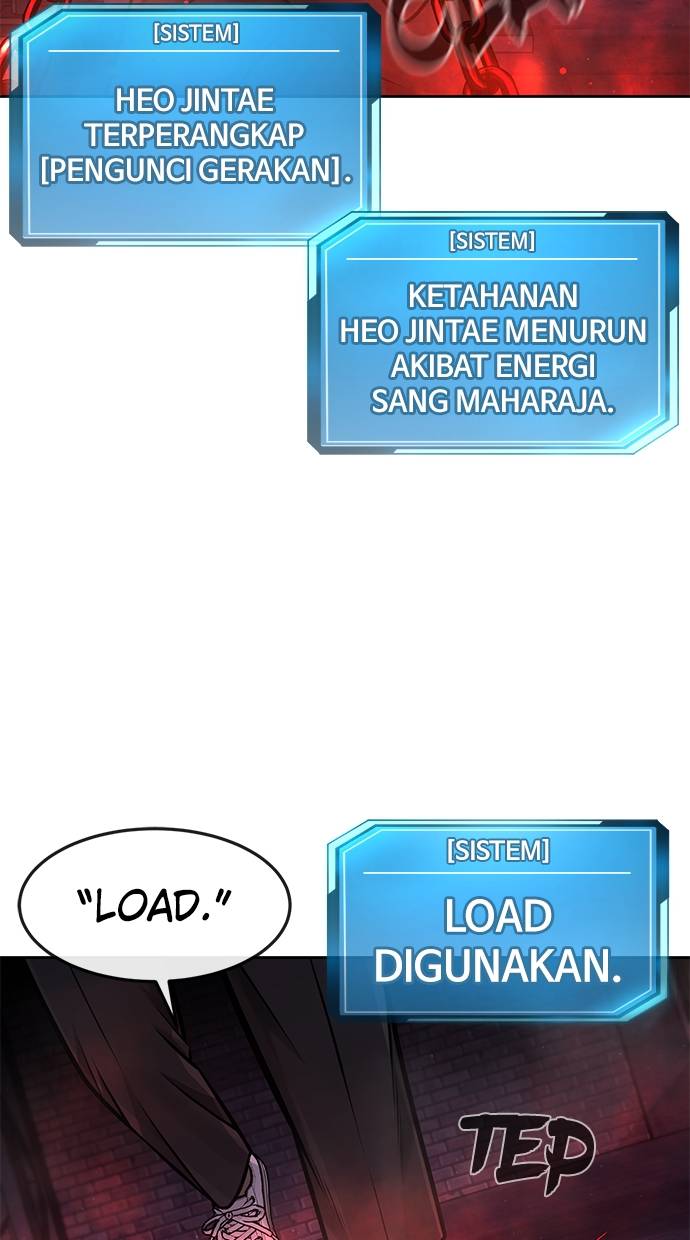 [SISTEM]
HEO JINTAE
TERPERANGKAP
[PENGUNCI GERAKAN].
[SISTEM]
KETAHANAN
HEO JINTAE MENURUN
AKIBAT ENERGI
SANG MAHARAJA.
"LOAD."
[SISTEM]
LOAD
DIGUNAKAN.
TEP